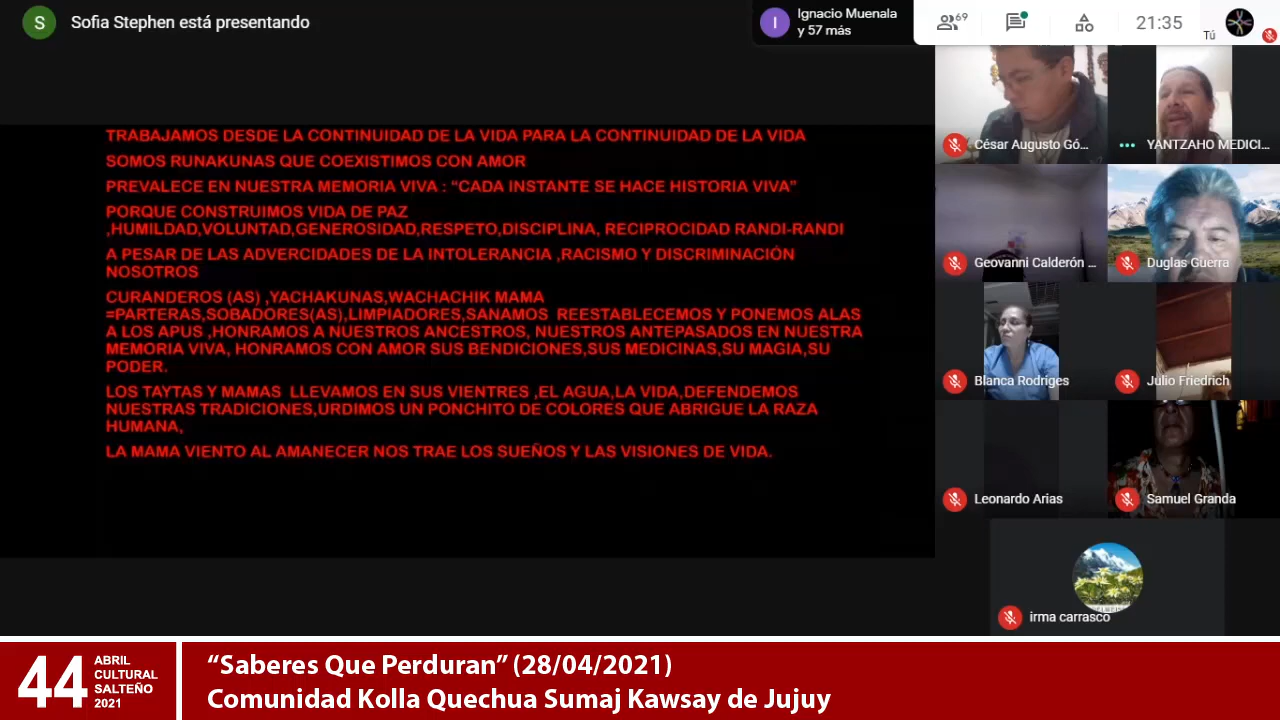 S
Sofia Stephen está presentando
I
Ignacio Muenala
y 57 más
69
21:35
Tú
TRABAJAMOS DESDE LA CONTINUIDAD DE LA VIDA PARA LA CONTINUIDAD DE LA VIDA
SOMOS RUNAKUNAS QUE COEXISTIMOS CON AMOR
PREVALECE EN NUESTRA MEMORIA VIVA : “CADA INSTANTE SE HACE HISTORIA VIVA”
PORQUE CONSTRUIMOS VIDA DE PAZ
,HUMILDAD,VOLUNTAD,GENEROSIDAD,RESPETO,DISCIPLINA, RECIPROCIDAD RANDI-RANDI
A PESAR DE LAS ADVERCIDADES DE LA INTOLERANCIA ,RACISMO Y DISCRIMINACIÓN
NOSOTROS
CURANDEROS (AS) ,YACHAKUNAS,WACHACHIK MAMA
=PARTERAS,SOBADORES(AS),LIMPIADORES,SANAMOS REESTABLECEMOS Y PONEMOS ALAS
A LOS APUS ,HONRAMOS A NUESTROS ANCESTROS, NUESTROS ANTEPASADOS EN NUESTRA
MEMORIA VIVA, HONRAMOS CON AMOR SUS BENDICIONES,SUS MEDICINAS,SU MAGIA,SU
PODER.
LOS TAYTAS Y MAMAS LLEVAMOS EN SUS VIENTRES ,EL AGUA,LA VIDA,DEFENDEMOS
NUESTRAS TRADICIONES,URDIMOS UN PONCHITO DE COLORES QUE ABRIGUE LA RAZA
HUMANA,
LA MAMA VIENTO AL AMANECER NOS TRAE LOS SUEÑOS Y LAS VISIONES DE VIDA.
César Augusto Gó...
YANTZAHO MEDICI...
Geovanni Calderón ...
Duglas Guerra
Blanca Rodriges
Julio Friedrich
Leonardo Arias
Samuel Granda
irma carrasco
44
ABRIL
CULTURAL
SALTEÑO
2021
“Saberes Que Perduran” (28/04/2021)
Comunidad Kolla Quechua Sumaj Kawsay de Jujuy